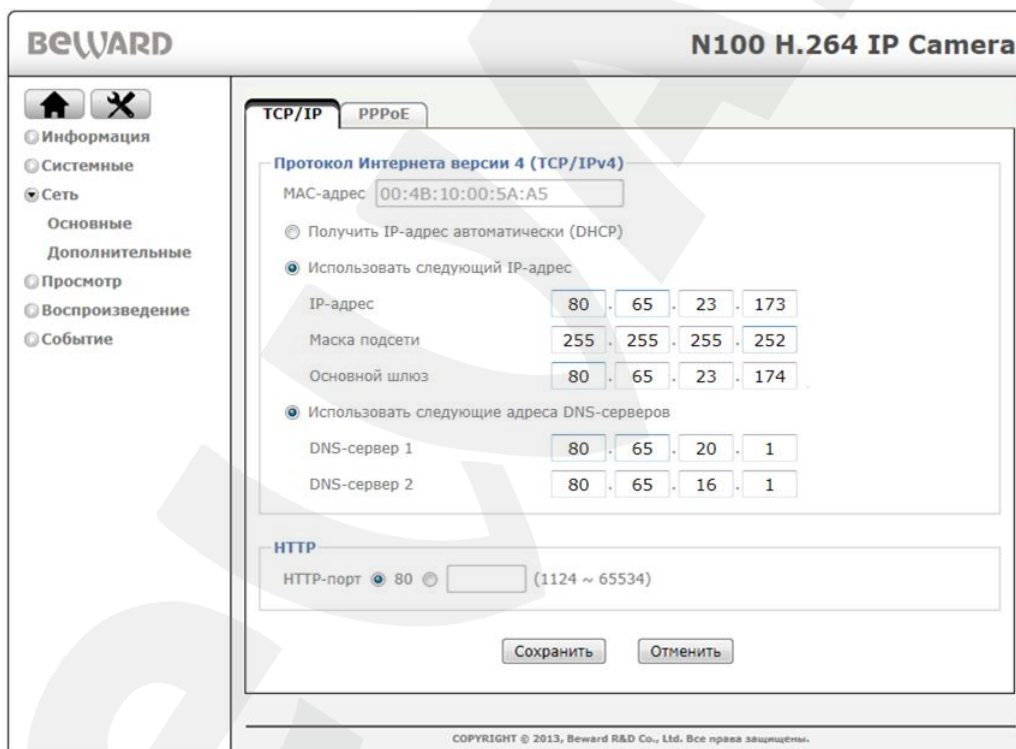 BEWARD
N100 H.264 IP Camera
Информация
Системные
Сеть
Основные
Дополнительные
Просмотр
Воспроизведение
Событие
TCP/IP PPPoE
Протокол Интернета версии 4 (TCP/IPv4)
MAC-адрес 00:4B:10:00:5A:A5
Получить IP-адрес автоматически (DHCP)
Использовать следующий IP-адрес
IP-адрес 80 . 65 . 23 . 173
Маска подсети 255 . 255 . 255 . 252
Основной шлюз 80 . 65 . 23 . 174
Использовать следующие адреса DNS-серверов
DNS-сервер 1 80 . 65 . 20 . 1
DNS-сервер 2 80 . 65 . 16 . 1
HTTP
HTTP-порт 80 (1124 ~ 65534)
Сохранить Отменить
COPYRIGHT © 2013, Beward R&D Co., Ltd. Все права защищены.